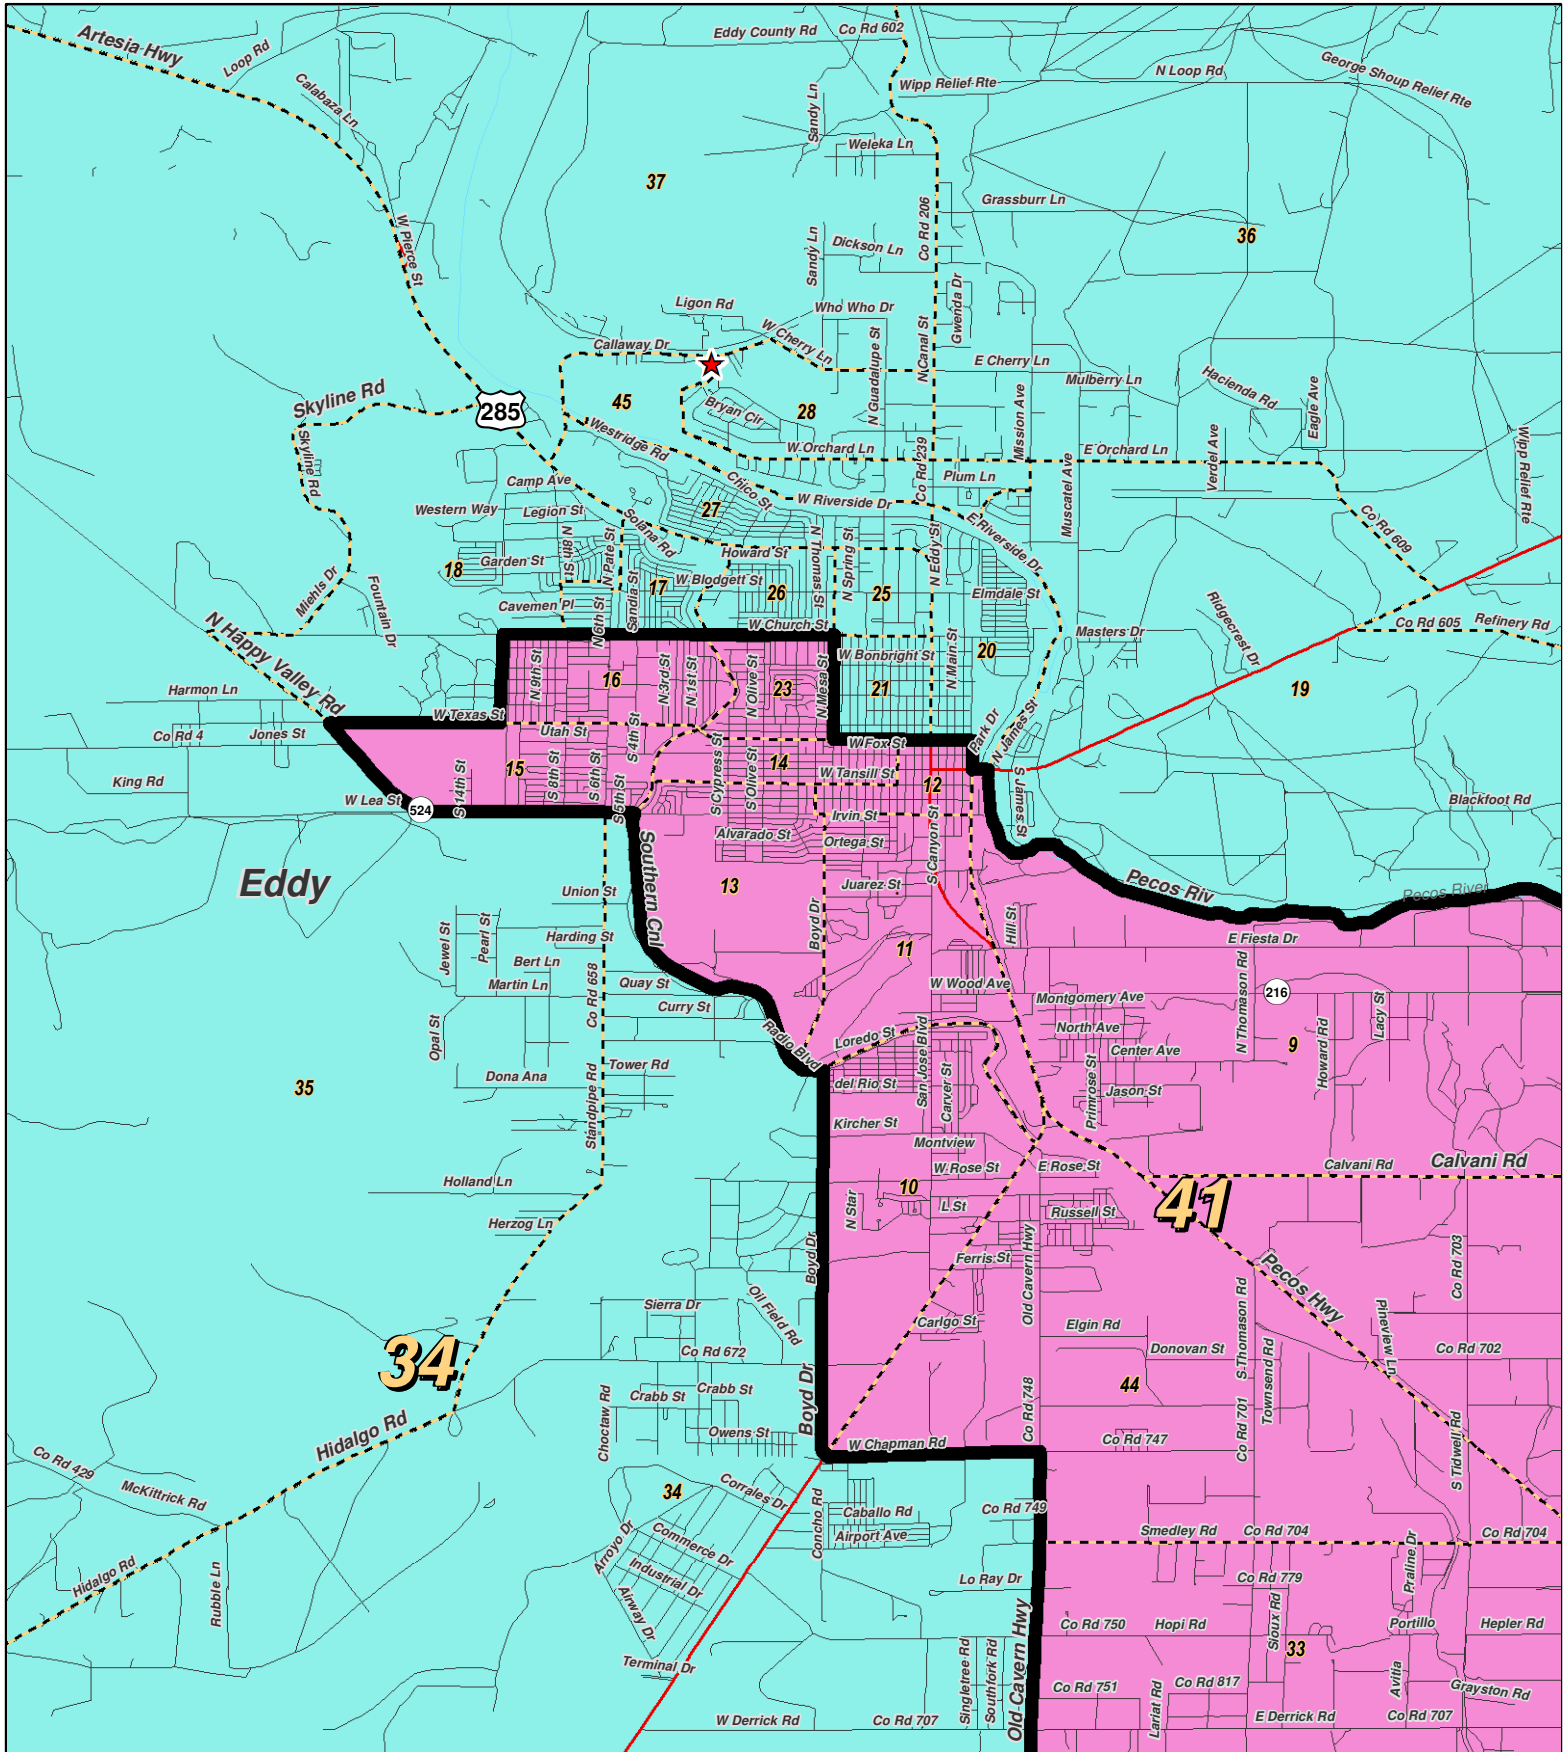 Eddy County Rd
Co Rd 602
Artesia Hwy
Loop Rd
Calabaza Ln
Sandy Ln
Wipp Relief Rte
N Loop Rd
George Shoup Relief Rte
Weleka Ln
37
Grassburr Ln
Co Rd 206
36
W Pierce St
Sandy Ln
Dickson Ln
Gwenda Dr
Ligon Rd
Who Who Dr
W Cherry Ln
Callaway Dr
N Guadalupe St
N Canal St
E Cherry Ln
Mulberry Ln
Hacienda Rd
Eagle Ave
Skyline Rd
285
45
Bryan Cir
28
Mission Ave
Skyline Rd
Westridge Rd
W Orchard Ln
E Orchard Ln
Verdel Ave
Wipp Relief Rte
Camp Ave
Chico St
Co Rd 239
Plum Ln
Muscatel Ave
Western Way
Legion St
27
W Riverside Dr
Solana Rd
E Riverside Dr
Co Rd 609
18
Garden St
N 8th St
N Pate St
Howard St
N Thomas St
N Spring St
N Eddy St
Miehls Dr
Fountain Dr
17
W Blodgett St
26
25
Elmdale St
Cavemen Pl
N 6th St
Sandia St
W Church St
N Happy Valley Rd
Masters Dr
Ridgecrest Dr
Co Rd 605
Refinery Rd
N 9th St
16
N 3rd St
N 1st St
N Olive St
23
N Mesa St
W Bonbright St
21
N Main St
20
19
Harmon Ln
W Texas St
Co Rd 4
Jones St
Utah St
S 4th St
W Fox St
Park Dr
N James St
King Rd
15
S 14th St
S 8th St
S 6th St
S 5th St
S Cypress St
S Olive St
14
W Tansill St
12
S James St
W Lea St
524
Irvin St
Blackfoot Rd
Alvarado St
Ortega St
S Canyon St
Eddy
Southern Cnl
13
Juarez St
Pecos Riv
Pecos River
Union St
Jewel St
Pearl St
Harding St
Boyd Dr
11
Hill St
E Fiesta Dr
Bert Ln
Martin Ln
Quay St
W Wood Ave
N Thomason Rd
216
Opal St
Co Rd 658
Curry St
Montgomery Ave
Lacy St
Radio Blvd
Loredo St
North Ave
9
Howard Rd
Center Ave
Tower Rd
35
Dona Ana
del Rio St
San Jose Blvd
Carver St
Primrose St
Jason St
Standpipe Rd
Kircher St
Montview
Holland Ln
W Rose St
E Rose St
Calvani Rd
Calvani Rd
10
L St
41
Herzog Ln
N Star
Russell St
Boyd Dr
Ferris St
Old Cavern Hwy
Pecos Hwy
Co Rd 703
Sierra Dr
Oil Field Rd
Carlgo St
Elgin Rd
S Thomason Rd
Pineview Ln
34
Co Rd 672
Donovan St
Townsend Rd
Co Rd 702
Crabb St
Crabb St
44
Choctaw Rd
Boyd Dr
Co Rd 748
Hidalgo Rd
Owens St
W Chapman Rd
Co Rd 747
Co Rd 701
S Tidwell Rd
Co Rd 429
McKittrick Rd
34
Corrales Dr
Concho Rd
Caballo Rd
Co Rd 749
Arroyo Dr
Commerce Dr
Airport Ave
Smedley Rd
Co Rd 704
Co Rd 704
Hidalgo Rd
Rubble Ln
Industrial Dr
Lo Ray Dr
Co Rd 779
Praline Dr
Airway Dr
Co Rd 750
Hopi Rd
Sioux Rd
Portillo
Hepler Rd
33
Terminal Dr
Singletree Rd
Southfork Rd
Old Cavern Hwy
Co Rd 751
Lariat Rd
Co Rd 817
Avitia
Grayston Rd
W Derrick Rd
Co Rd 707
E Derrick Rd
Co Rd 707